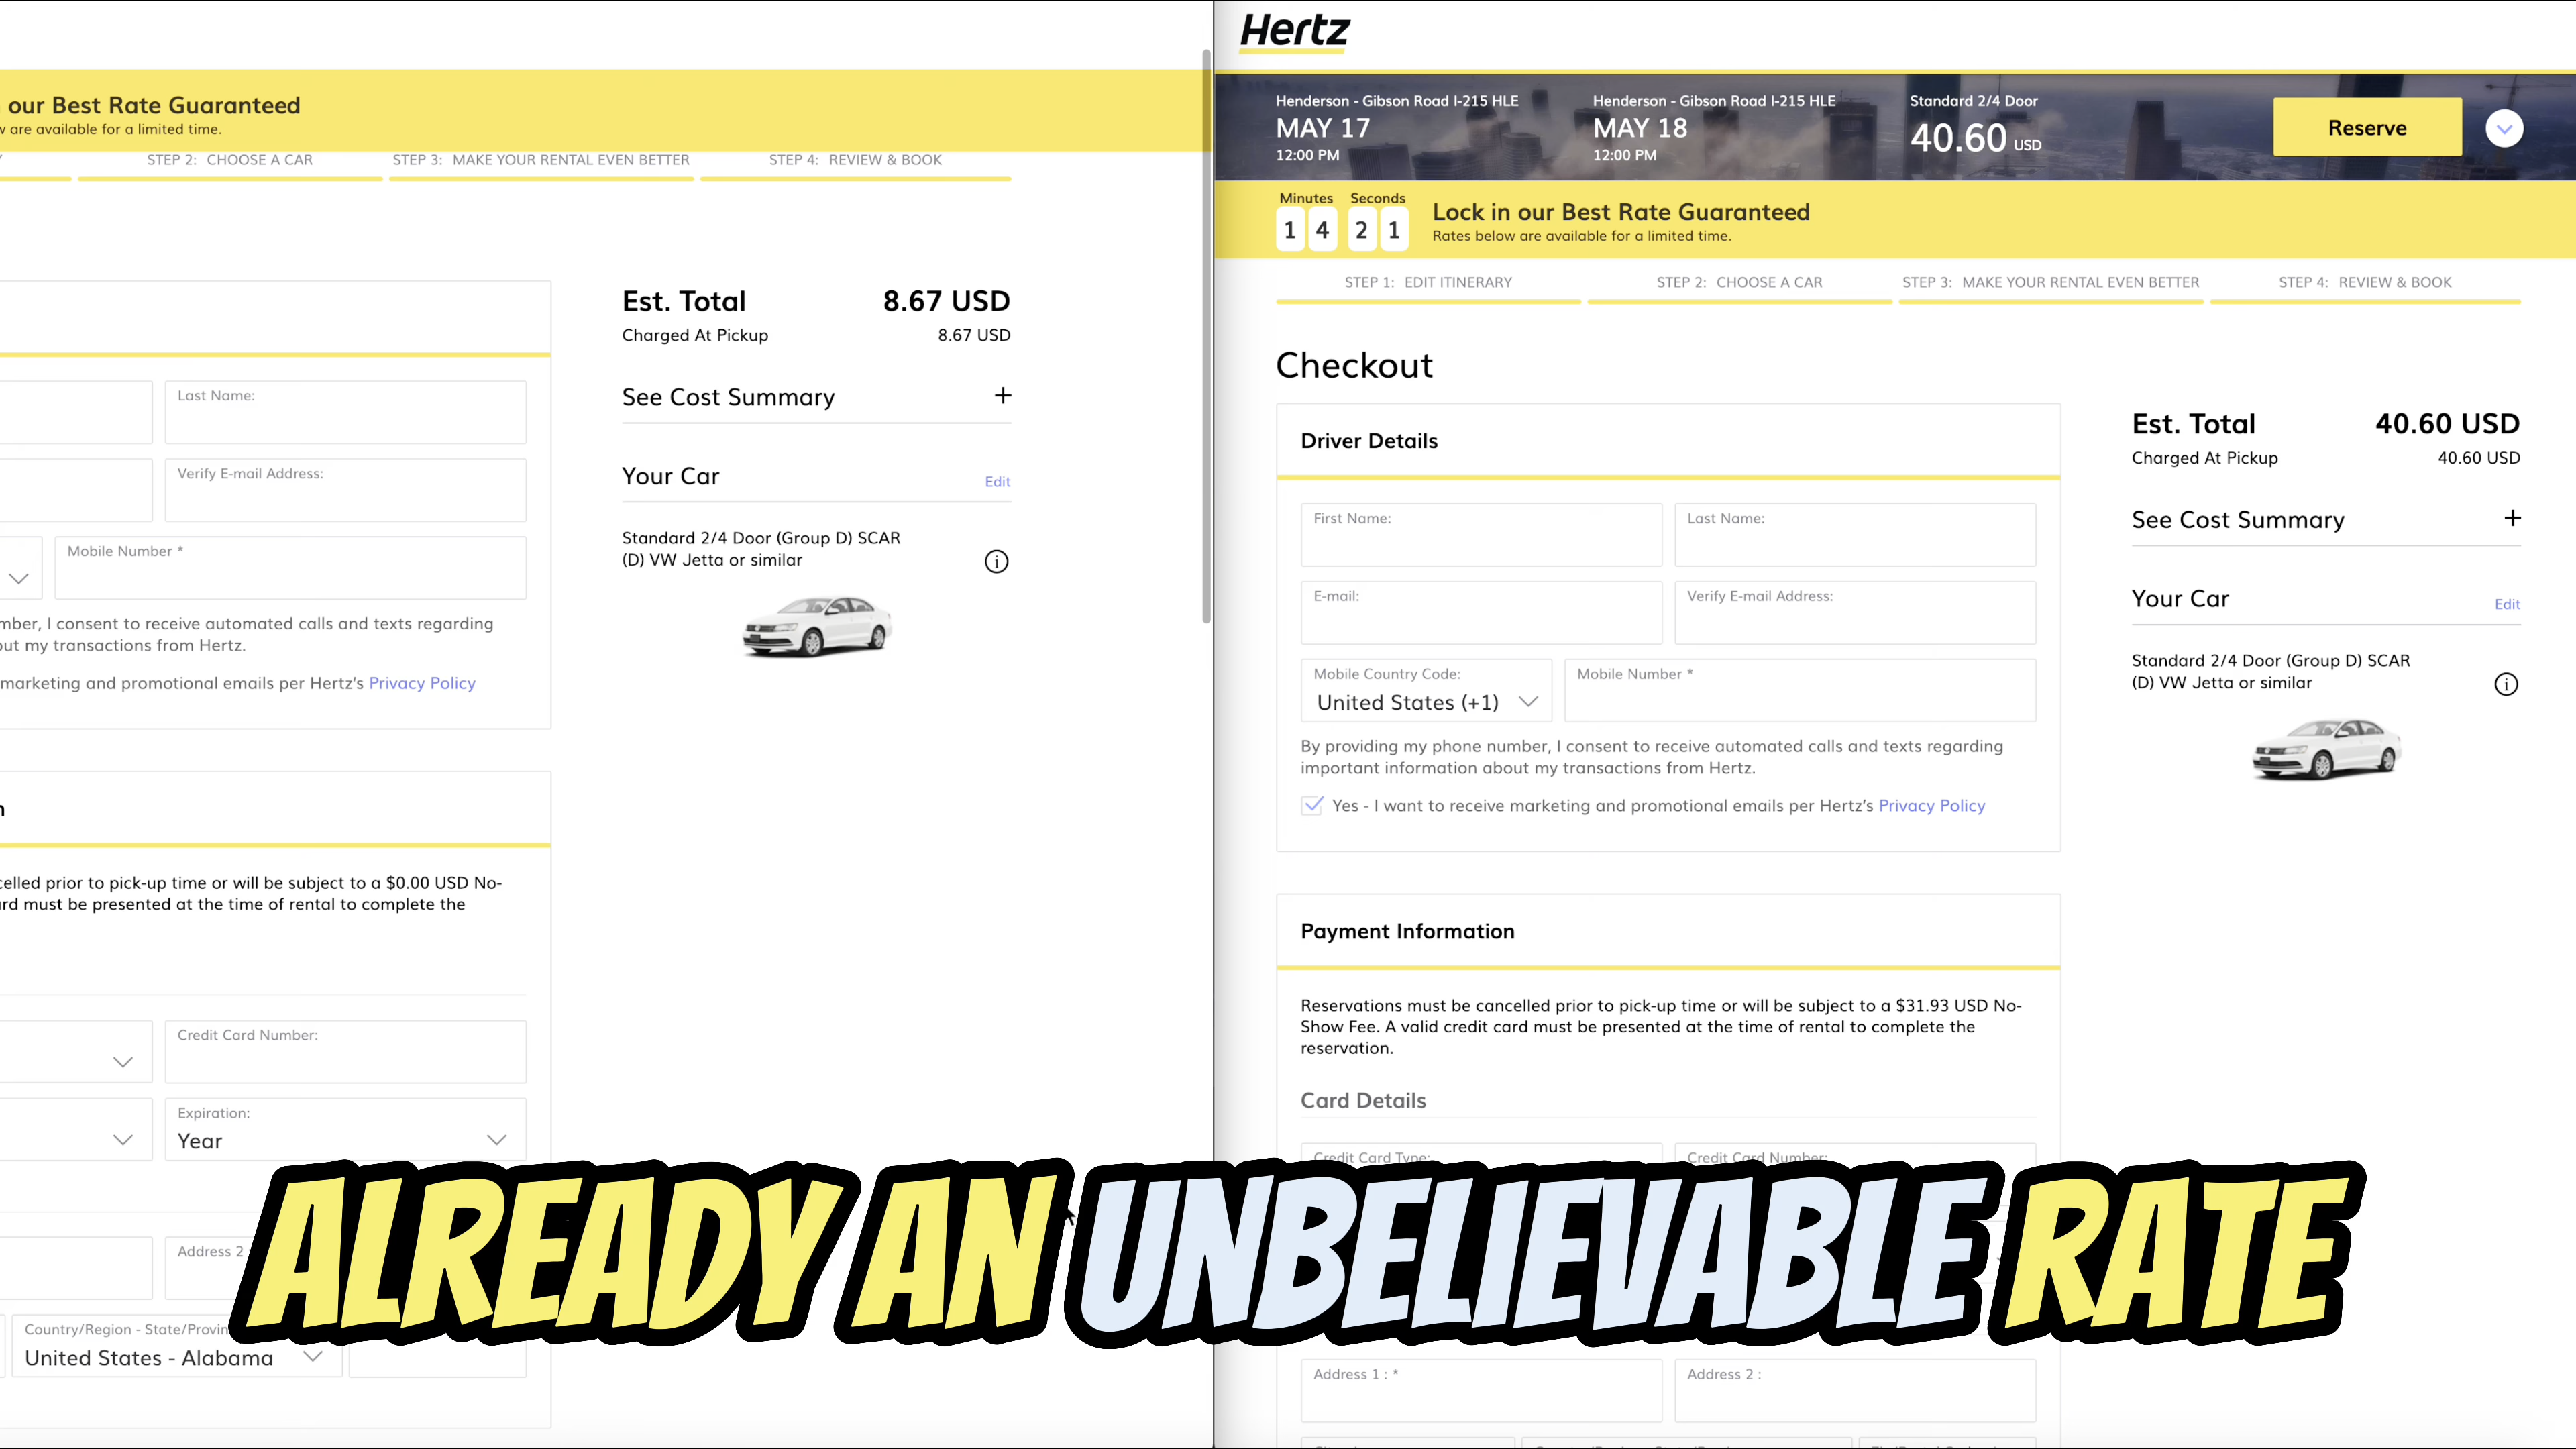 our Best Rate Guaranteed
are available for a limited time.
STEP 2: CHOOSE A CAR
STEP 3: MAKE YOUR RENTAL EVEN BETTER
STEP 4: REVIEW & BOOK
Est. Total 8.67 USD
Charged At Pickup 8.67 USD
See Cost Summary +
Last Name:
Verify E-mail Address:
Your Car Edit
Mobile Number *
Standard 2/4 Door (Group D) SCAR
(D) VW Jetta or similar
mber, I consent to receive automated calls and texts regarding
out my transactions from Hertz.
marketing and promotional emails per Hertz's Privacy Policy
n
celled prior to pick-up time or will be subject to a $0.00 USD No-
rd must be presented at the time of rental to complete the
Credit Card Number:
Expiration:
Year
Address 2
Country/Region - State/Provin
United States - Alabama
Hertz
Henderson - Gibson Road I-215 HLE
MAY 17
12:00 PM
Henderson - Gibson Road I-215 HLE
MAY 18
12:00 PM
Standard 2/4 Door
40.60 USD
Reserve
Minutes Seconds
1 4 2 1
Lock in our Best Rate Guaranteed
Rates below are available for a limited time.
STEP 1: EDIT ITINERARY
STEP 2: CHOOSE A CAR
STEP 3: MAKE YOUR RENTAL EVEN BETTER
STEP 4: REVIEW & BOOK
Checkout
Driver Details
First Name:
Last Name:
E-mail:
Verify E-mail Address:
Mobile Country Code:
United States (+1)
Mobile Number *
By providing my phone number, I consent to receive automated calls and texts regarding
important information about my transactions from Hertz.
Yes - I want to receive marketing and promotional emails per Hertz's Privacy Policy
Est. Total 40.60 USD
Charged At Pickup 40.60 USD
See Cost Summary +
Your Car Edit
Standard 2/4 Door (Group D) SCAR
(D) VW Jetta or similar
Payment Information
Reservations must be cancelled prior to pick-up time or will be subject to a $31.93 USD No-
Show Fee. A valid credit card must be presented at the time of rental to complete the
reservation.
Card Details
Credit Card Type:
Credit Card Number:
Address 1 : *
Address 2 :
ALREADY AN UNBELIEVABLE RATE